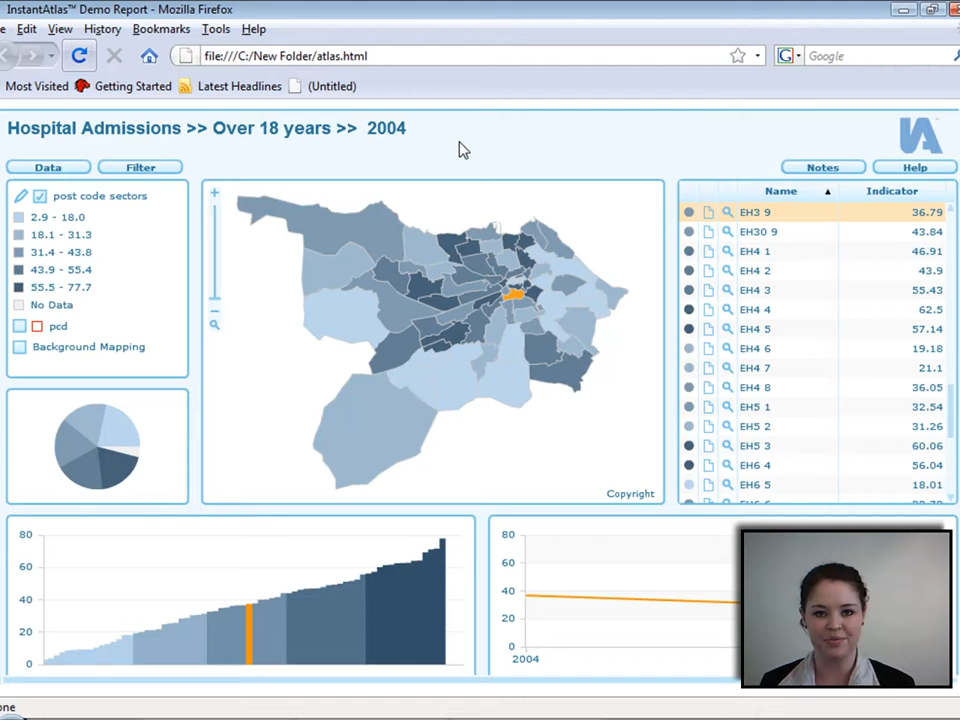 InstantAtlas™ Demo Report - Mozilla Firefox
e Edit View History Bookmarks Tools Help
file:///C:/New Folder/atlas.html
G Google
Most Visited Getting Started Latest Headlines (Untitled)
Hospital Admissions >> Over 18 years >> 2004
IA
Data Filter Notes Help
post code sectors
2.9 - 18.0
18.1 - 31.3
31.4 - 43.8
43.9 - 55.4
55.5 - 77.7
No Data
pcd
Background Mapping
Copyright
Name ▲ Indicator
EH3 9 36.79
EH30 9 43.84
EH4 1 46.91
EH4 2 43.9
EH4 3 55.43
EH4 4 62.5
EH4 5 57.14
EH4 6 19.18
EH4 7 21.1
EH4 8 36.05
EH5 1 32.54
EH5 2 31.26
EH5 3 60.06
EH6 4 56.04
EH6 5 18.01
80
60
40
20
0
80
60
40
20
0
2004
one